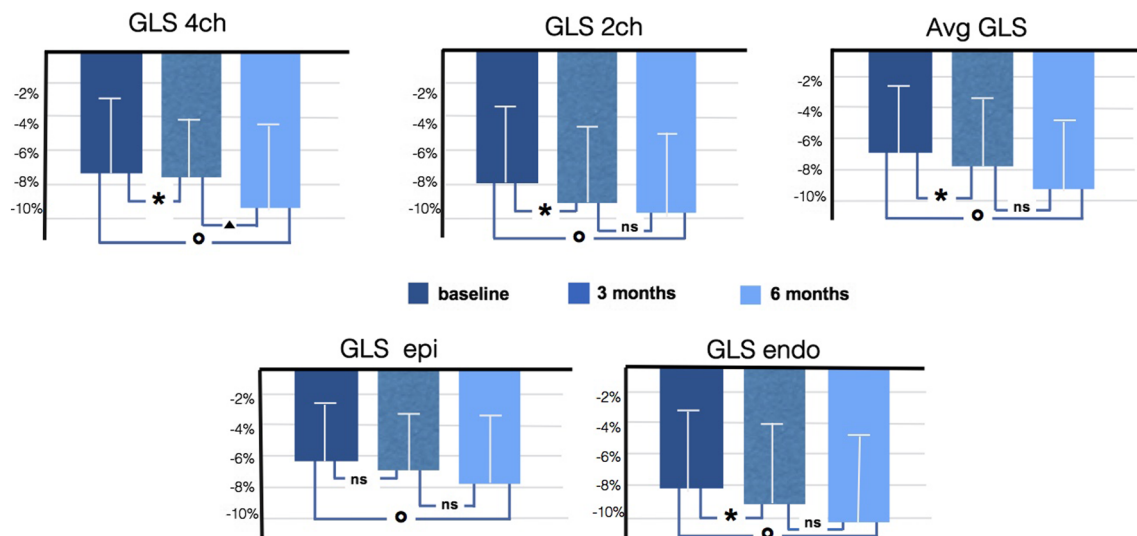 GLS 4ch
-2%
-4%
-6%
-8%
-10%
*
GLS 2ch
-2%
-4%
-6%
-8%
-10%
*
ns
Avg GLS
-2%
-4%
-6%
-8%
-10%
*
ns
baseline
3 months
6 months
GLS epi
-2%
-4%
-6%
-8%
-10%
ns
ns
GLS endo
-2%
-4%
-6%
-8%
-10%
*
ns